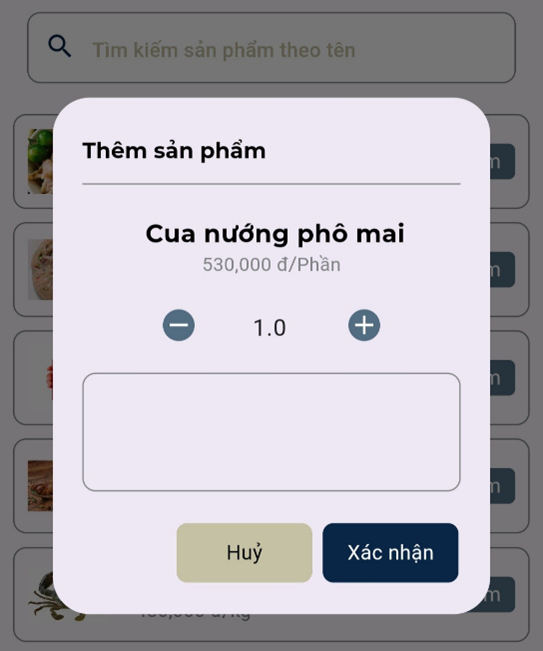 Tìm kiếm sản phẩm theo tên
Thêm sản phẩm
Cua nướng phô mai
530,000 đ/Phần
1.0
Huỷ
Xác nhận